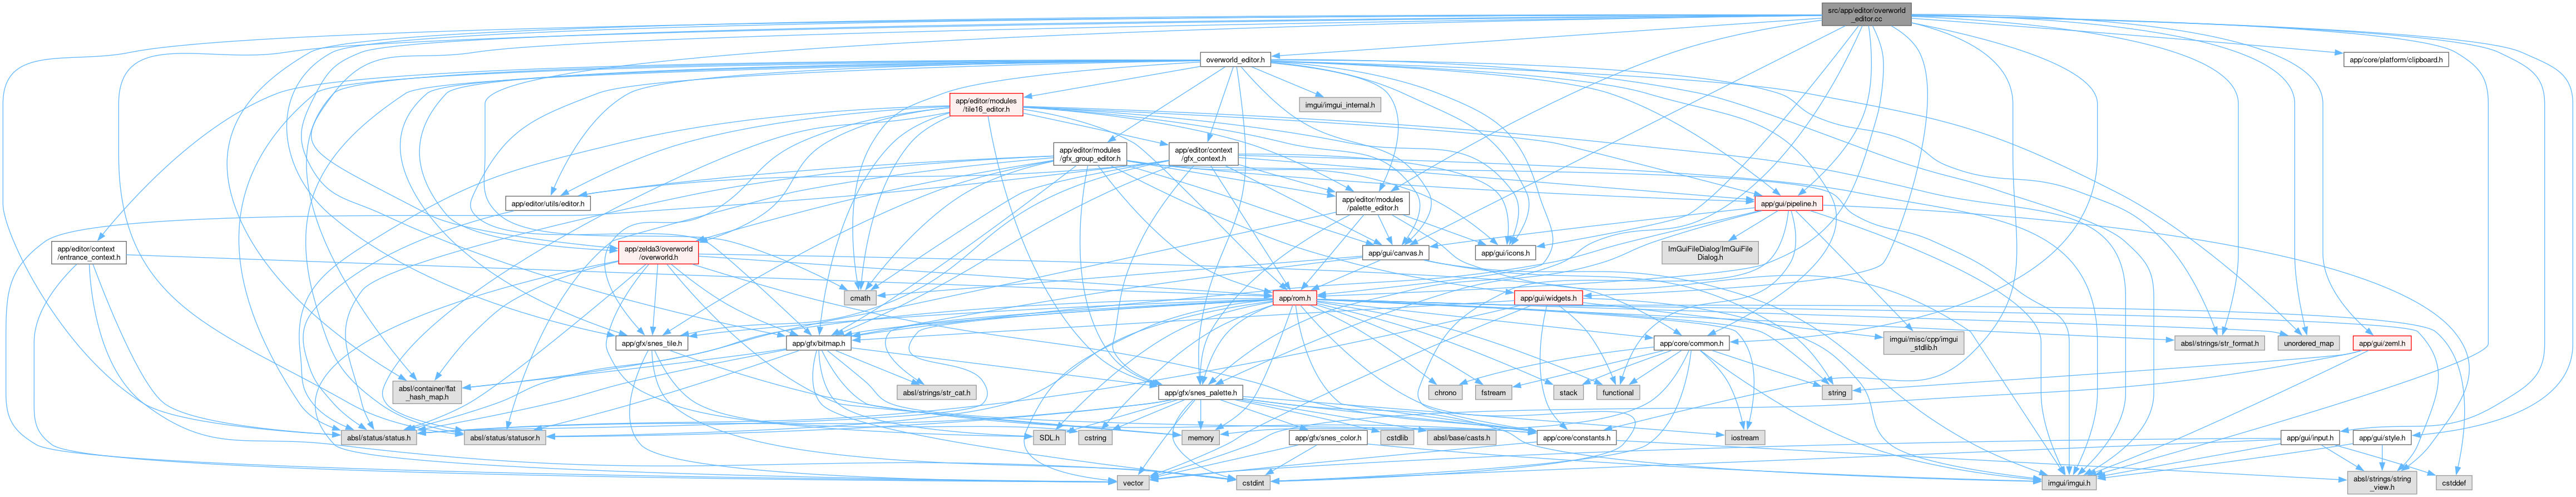 src/app/editor/overworld
_editor.cc
overworld_editor.h
app/core/platform/clipboard.h
app/editor/modules
/tile16_editor.h
imgui/imgui_internal.h
app/editor/modules
/gfx_group_editor.h
app/editor/context
/gfx_context.h
app/editor/utils/editor.h
app/editor/modules
/palette_editor.h
app/gui/pipeline.h
app/editor/context
/entrance_context.h
app/zelda3/overworld
/overworld.h
app/gui/canvas.h
app/gui/icons.h
ImGuiFileDialog/ImGuiFile
Dialog.h
cmath
app/rom.h
app/gui/widgets.h
app/gfx/snes_tile.h
app/gfx/bitmap.h
app/core/common.h
imgui/misc/cpp/imgui
_stdlib.h
absl/strings/str_format.h
unordered_map
app/gui/zeml.h
absl/container/flat
_hash_map.h
absl/strings/str_cat.h
app/gfx/snes_palette.h
chrono
fstream
stack
functional
string
absl/status/status.h
absl/status/statusor.h
SDL.h
cstring
memory
app/gfx/snes_color.h
cstdlib
absl/base/casts.h
app/core/constants.h
iostream
app/gui/input.h
app/gui/style.h
vector
cstdint
imgui/imgui.h
absl/strings/string
_view.h
cstddef